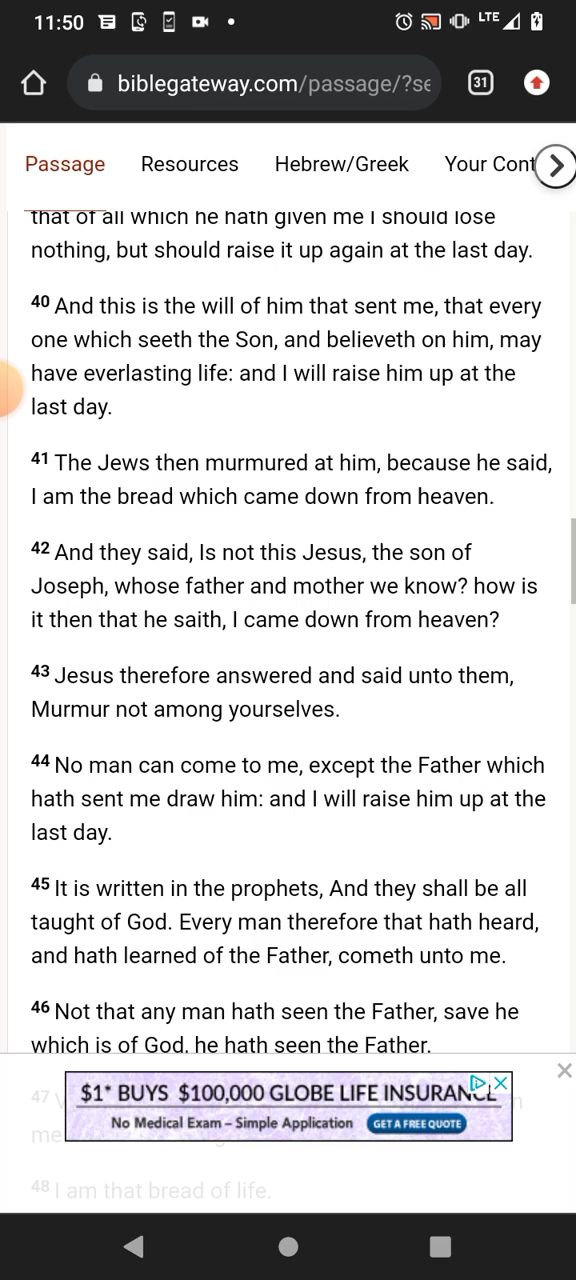 11:50
LTE
biblegateway.com/passage/?se
31
Passage Resources Hebrew/Greek Your Cont
that of all which he hath given me I should lose
nothing, but should raise it up again at the last day.
40 And this is the will of him that sent me, that every
one which seeth the Son, and believeth on him, may
have everlasting life: and I will raise him up at the
last day.
41 The Jews then murmured at him, because he said,
I am the bread which came down from heaven.
42 And they said, Is not this Jesus, the son of
Joseph, whose father and mother we know? how is
it then that he saith, I came down from heaven?
43 Jesus therefore answered and said unto them,
Murmur not among yourselves.
44 No man can come to me, except the Father which
hath sent me draw him: and I will raise him up at the
last day.
45 It is written in the prophets, And they shall be all
taught of God. Every man therefore that hath heard,
and hath learned of the Father, cometh unto me.
46 Not that any man hath seen the Father, save he
which is of God, he hath seen the Father.
47
me
$1* BUYS $100,000 GLOBE LIFE INSURANCE
No Medical Exam – Simple Application GET A FREE QUOTE
48 I am that bread of life.